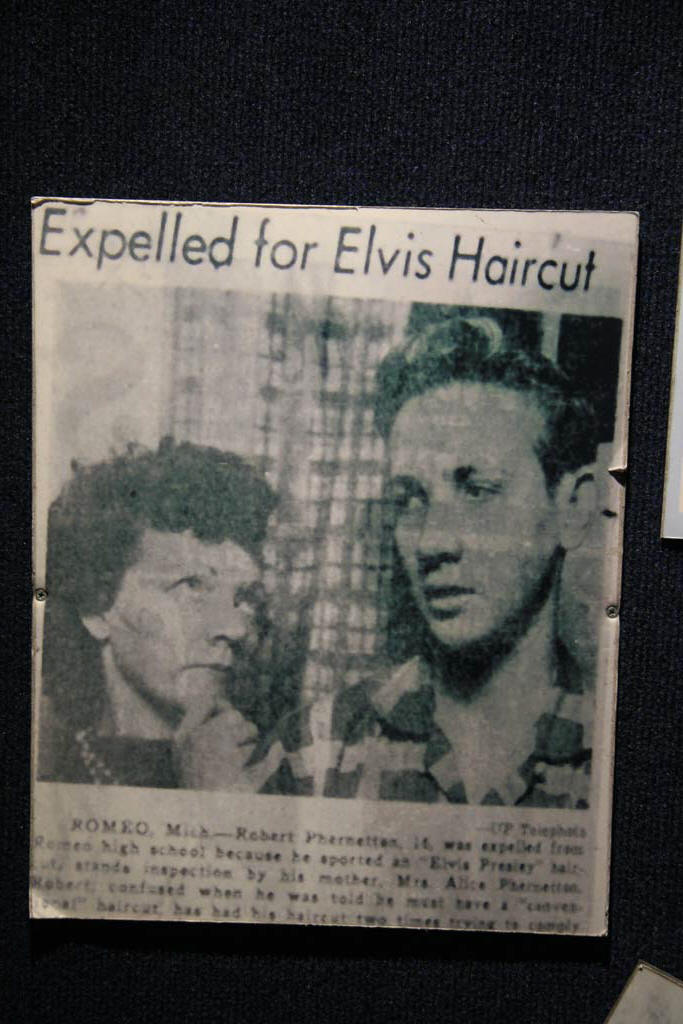 Expelled for Elvis Haircut
—UP Telephoto
ROMEO, Mich.—Robert Phernetton, 16, was expelled from
Romeo high school because he sported an "Elvis Presley" hair-
cut, stands inspection by his mother, Mrs. Alice Phernetton.
Robert, confused when he was told he must have a "conven-
tional" haircut, has had his haircut two times trying to comply.